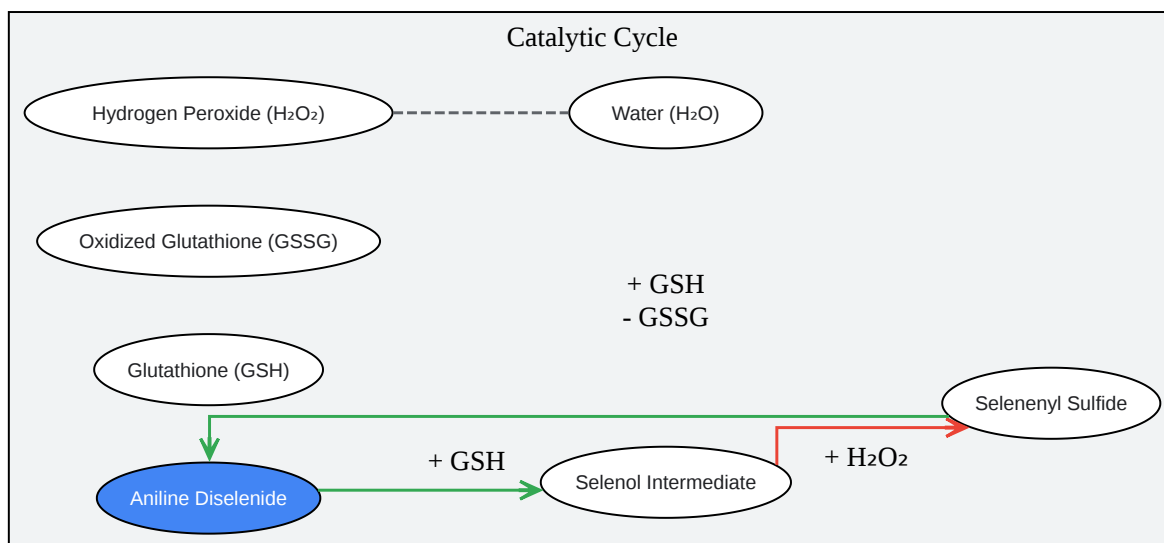 Catalytic Cycle
Hydrogen Peroxide (H₂O₂)
Water (H₂O)
Oxidized Glutathione (GSSG)
+ GSH
- GSSG
Glutathione (GSH)
Selenenyl Sulfide
+ GSH
+ H₂O₂
Aniline Diselenide
Selenol Intermediate